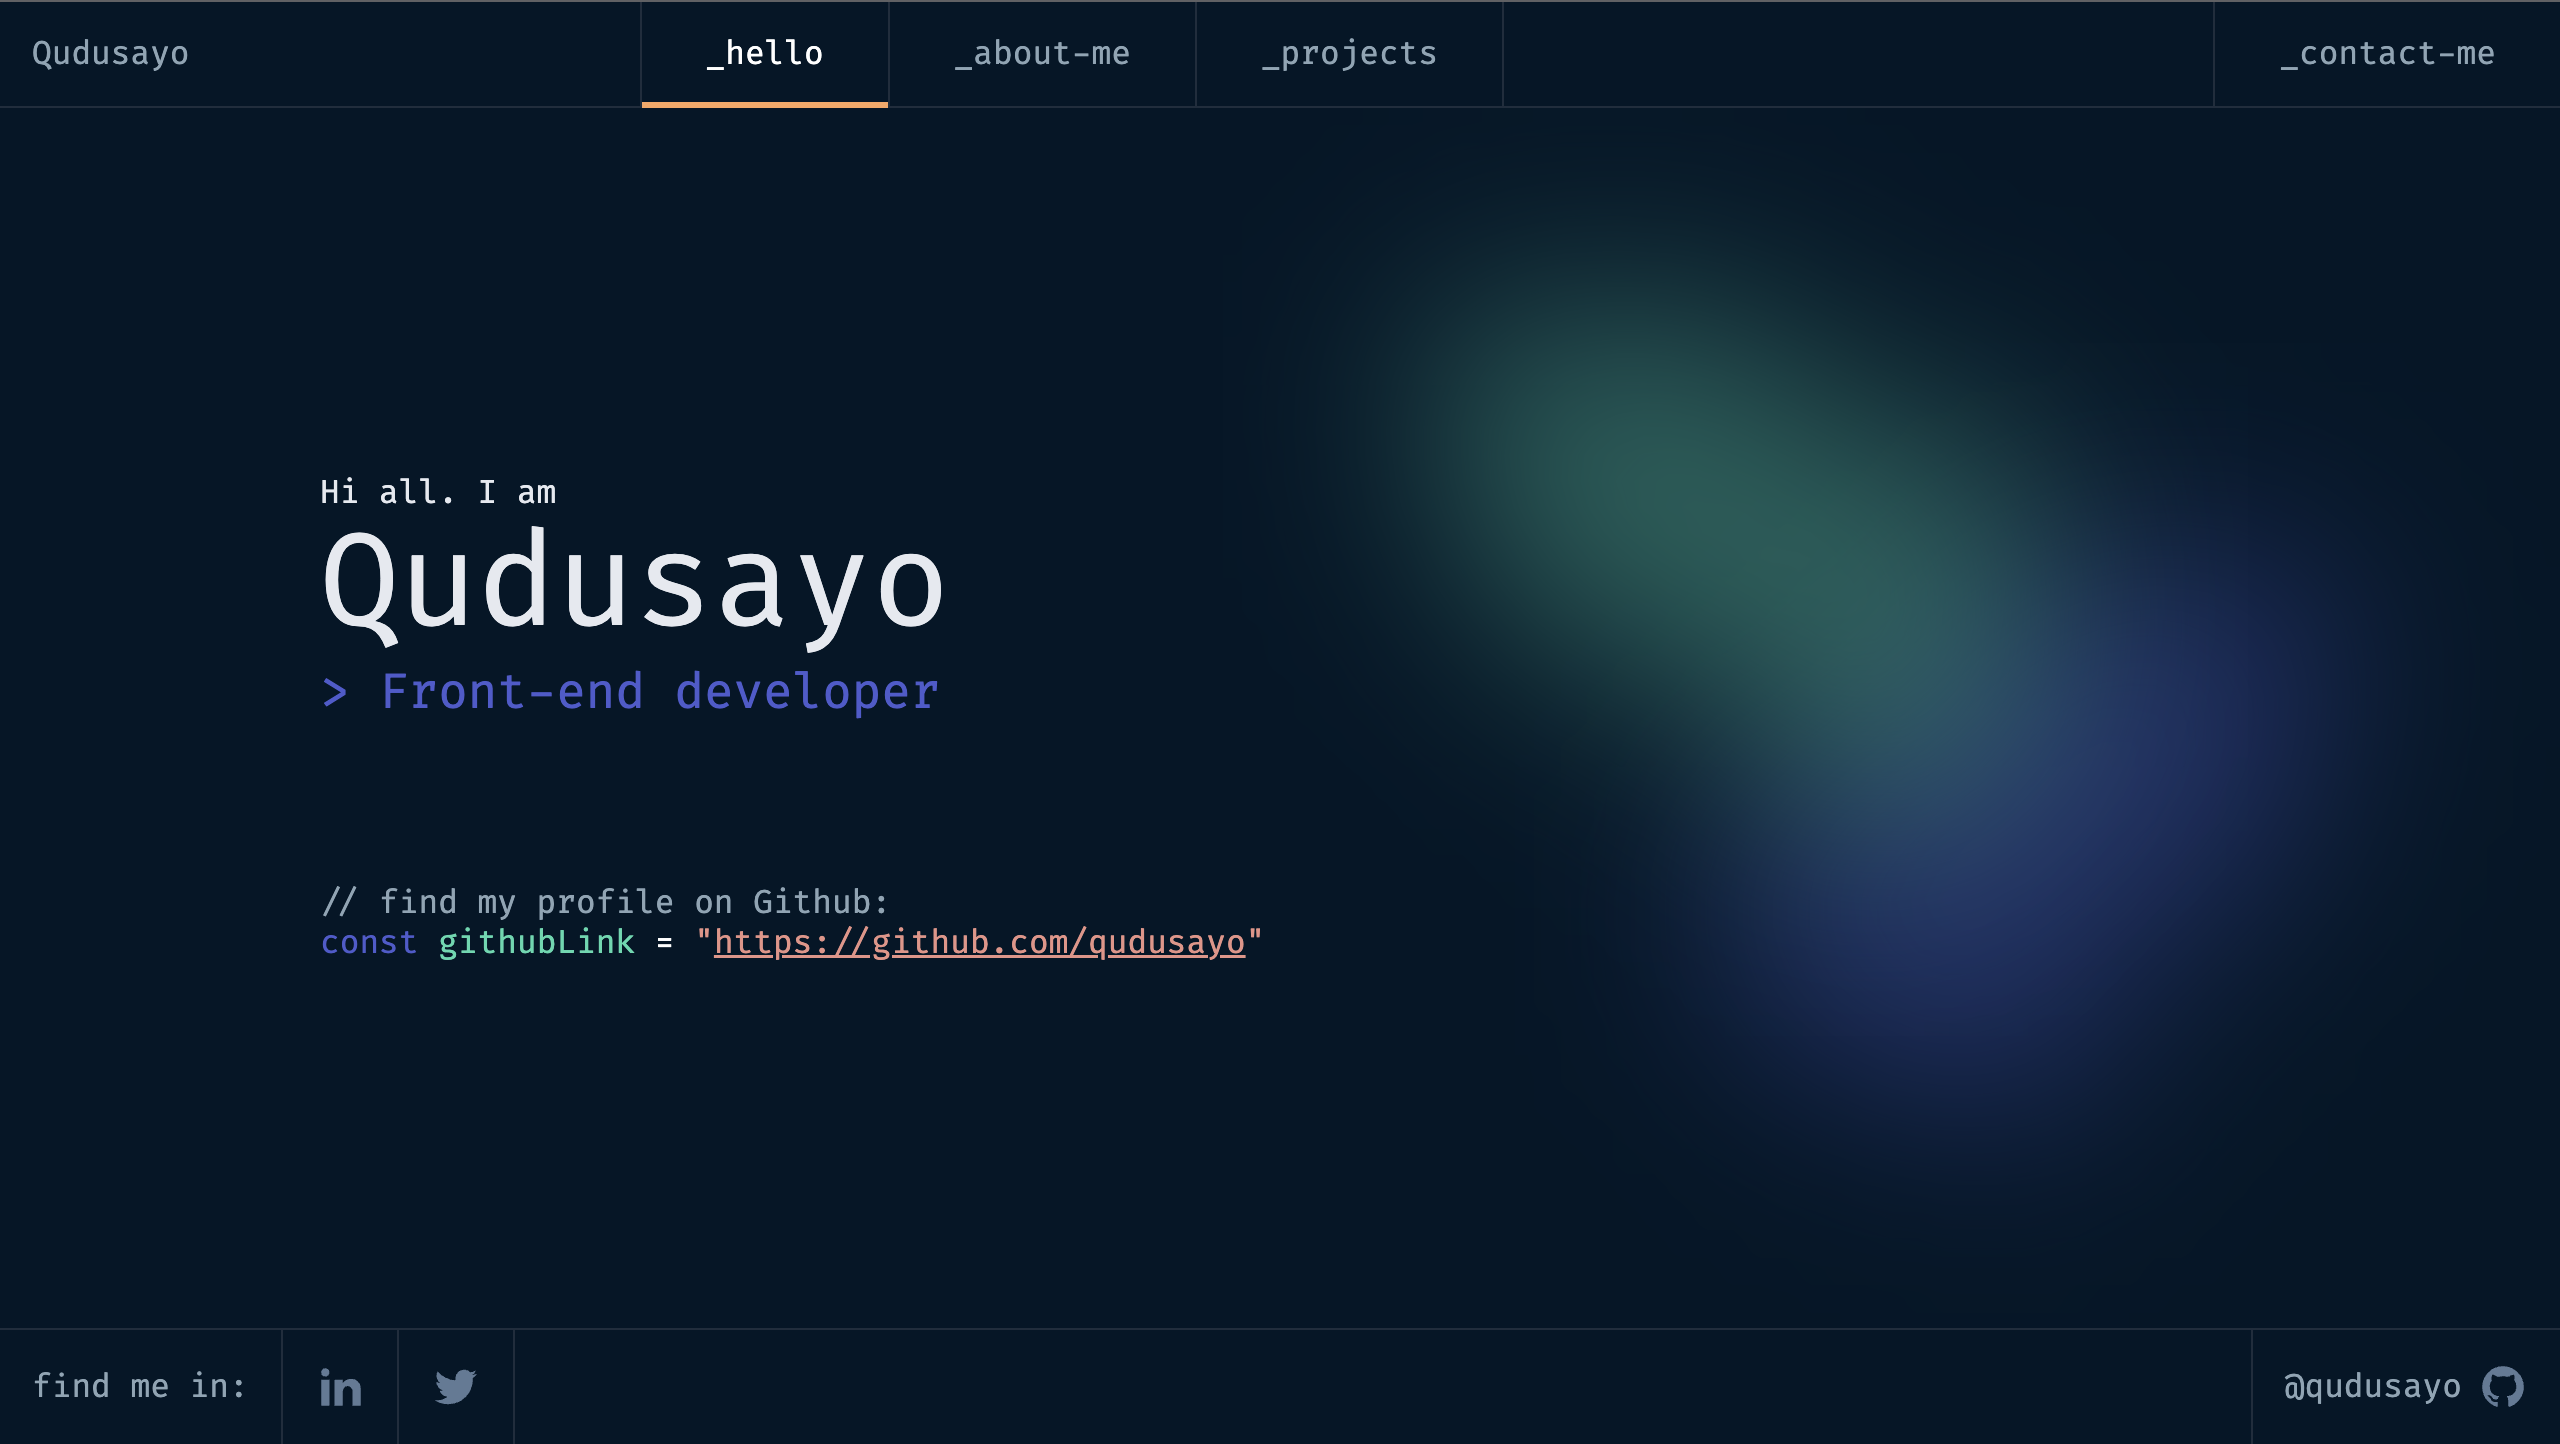 Qudusayo
_hello
_about-me
_projects
_contact-me
Hi all. I am
Qudusayo
> Front-end developer
// find my profile on Github:
const githubLink = "https://github.com/qudusayo"
find me in:
in
@qudusayo